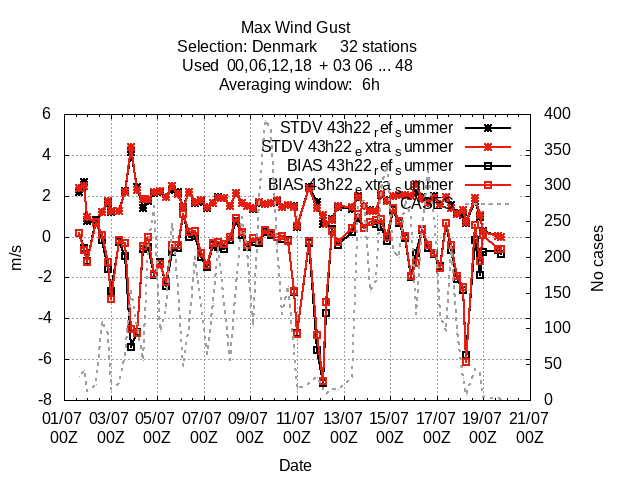 Max Wind Gust
Selection: Denmark 32 stations
Used 00,06,12,18 + 03 06 ... 48
Averaging window: 6h
STDV 43h22refsummer
STDV 43h22extrasummer
BIAS 43h22refsummer
BIAS 43h22extrasummer
CASES
m/s
6
4
2
0
-2
-4
-6
-8
No cases
400
350
300
250
200
150
100
50
0
01/07 03/07 05/07 07/07 09/07 11/07 13/07 15/07 17/07 19/07 21/07
00Z 00Z 00Z 00Z 00Z 00Z 00Z 00Z 00Z 00Z 00Z
Date